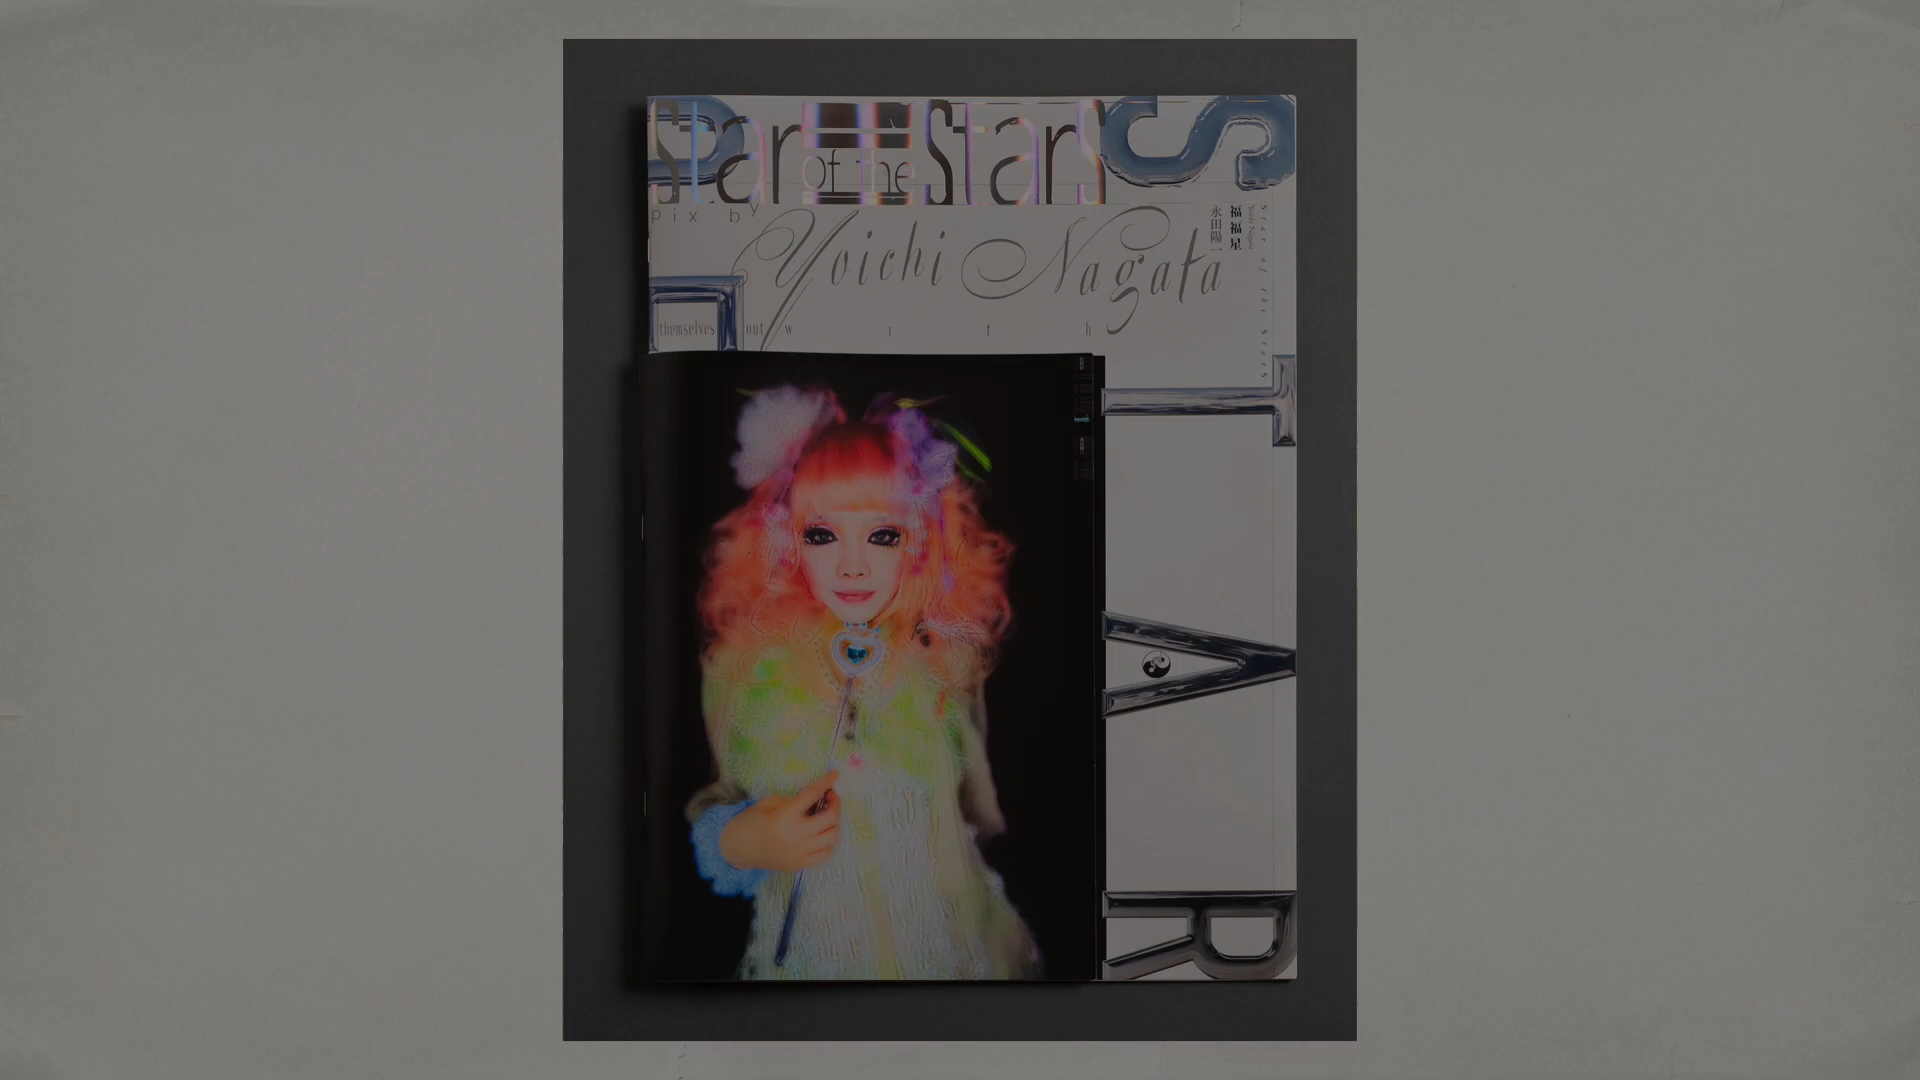 Star of the Stars
S
pix by
Yoichi Nagata
永田陽一
福福星
Yoichi Nagata
Star of the Stars
themselves out with
T
A
R